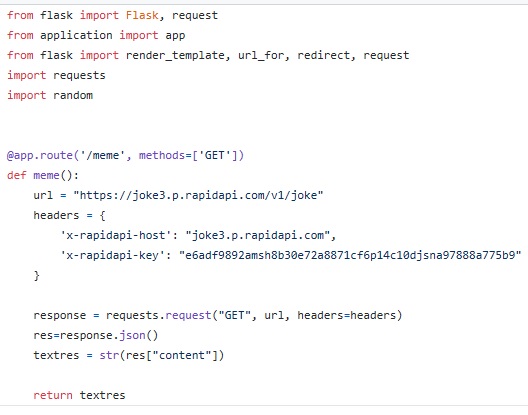 from flask import Flask, request
from application import app
from flask import render_template, url_for, redirect, request
import requests
import random
@app.route('/meme', methods=['GET'])
def meme():
    url = "https://joke3.p.rapidapi.com/v1/joke"
    headers = {
        'x-rapidapi-host': "joke3.p.rapidapi.com",
        'x-rapidapi-key': "e6adf9892amsh8b30e72a8871cf6p14c10djsna97888a775b9"
    }
    response = requests.request("GET", url, headers=headers)
    res=response.json()
    textres = str(res["content"])
    return textres